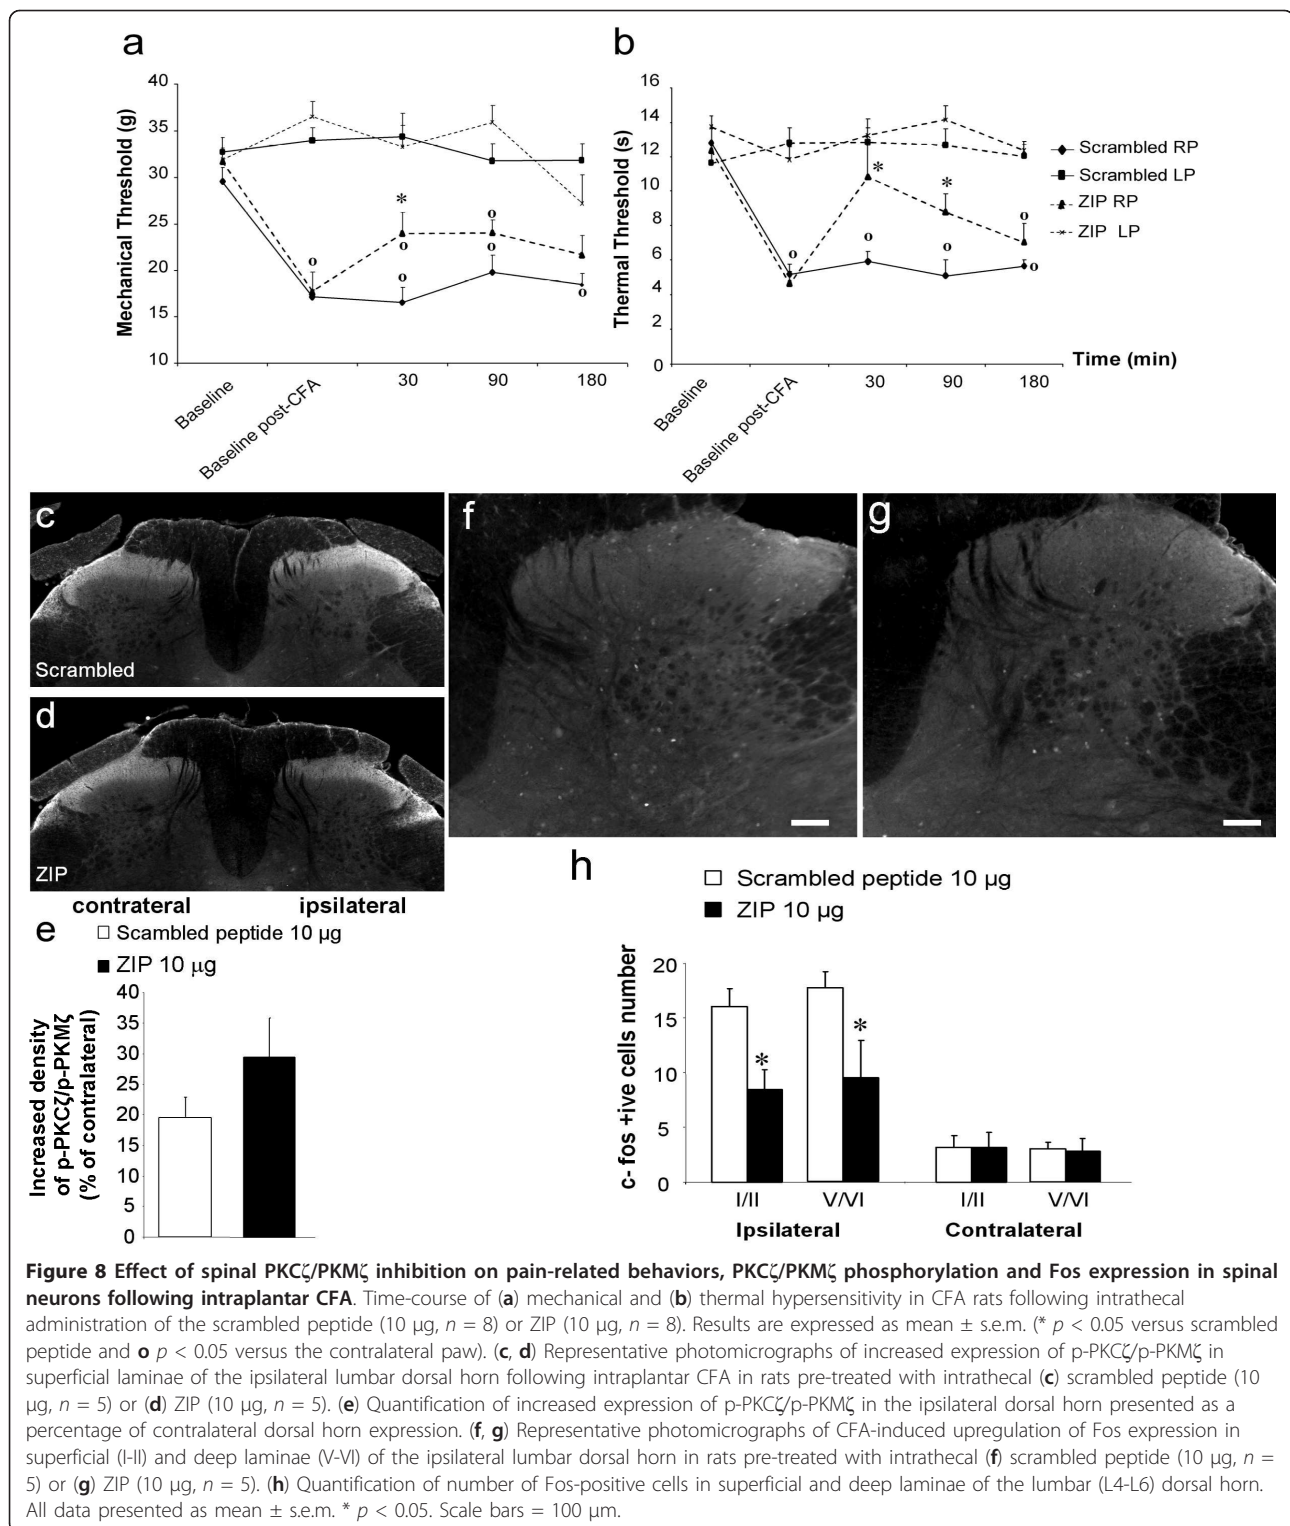 a
40
35
30
25
20
15
10
Mechanical Threshold (g)
*
o
o
o
o
o
o
Baseline
Baseline post-CFA
30
90
180
b
16
14
12
10
8
6
4
2
0
Thermal Threshold (s)
*
*
o
o
o
o
o
Time (min)
Baseline
Baseline post-CFA
30
90
180
Scrambled RP
Scrambled LP
ZIP RP
ZIP LP
c
Scrambled
d
ZIP
contrateral
ipsilateral
f
g
e
Scambled peptide 10 µg
ZIP 10 µg
40
35
30
25
20
15
10
5
0
Increased density
of p-PKCζ/p-PKMζ
(% of contralateral)
h
Scrambled peptide 10 µg
ZIP 10 µg
20
15
10
5
0
c- fos +ive cells number
*
*
I/II
V/VI
I/II
V/VI
Ipsilateral
Contralateral
Figure 8 Effect of spinal PKCζ/PKMζ inhibition on pain-related behaviors, PKCζ/PKMζ phosphorylation and Fos expression in spinal
neurons following intraplantar CFA. Time-course of (a) mechanical and (b) thermal hypersensitivity in CFA rats following intrathecal
administration of the scrambled peptide (10 µg, n = 8) or ZIP (10 µg, n = 8). Results are expressed as mean ± s.e.m. (* p < 0.05 versus scrambled
peptide and o p < 0.05 versus the contralateral paw). (c, d) Representative photomicrographs of increased expression of p-PKCζ/p-PKMζ in
superficial laminae of the ipsilateral lumbar dorsal horn following intraplantar CFA in rats pre-treated with intrathecal (c) scrambled peptide (10
µg, n = 5) or (d) ZIP (10 µg, n = 5). (e) Quantification of increased expression of p-PKCζ/p-PKMζ in the ipsilateral dorsal horn presented as a
percentage of contralateral dorsal horn expression. (f, g) Representative photomicrographs of CFA-induced upregulation of Fos expression in
superficial (I-II) and deep laminae (V-VI) of the ipsilateral lumbar dorsal horn in rats pre-treated with intrathecal (f) scrambled peptide (10 µg, n =
5) or (g) ZIP (10 µg, n = 5). (h) Quantification of number of Fos-positive cells in superficial and deep laminae of the lumbar (L4-L6) dorsal horn.
All data presented as mean ± s.e.m. * p < 0.05. Scale bars = 100 µm.